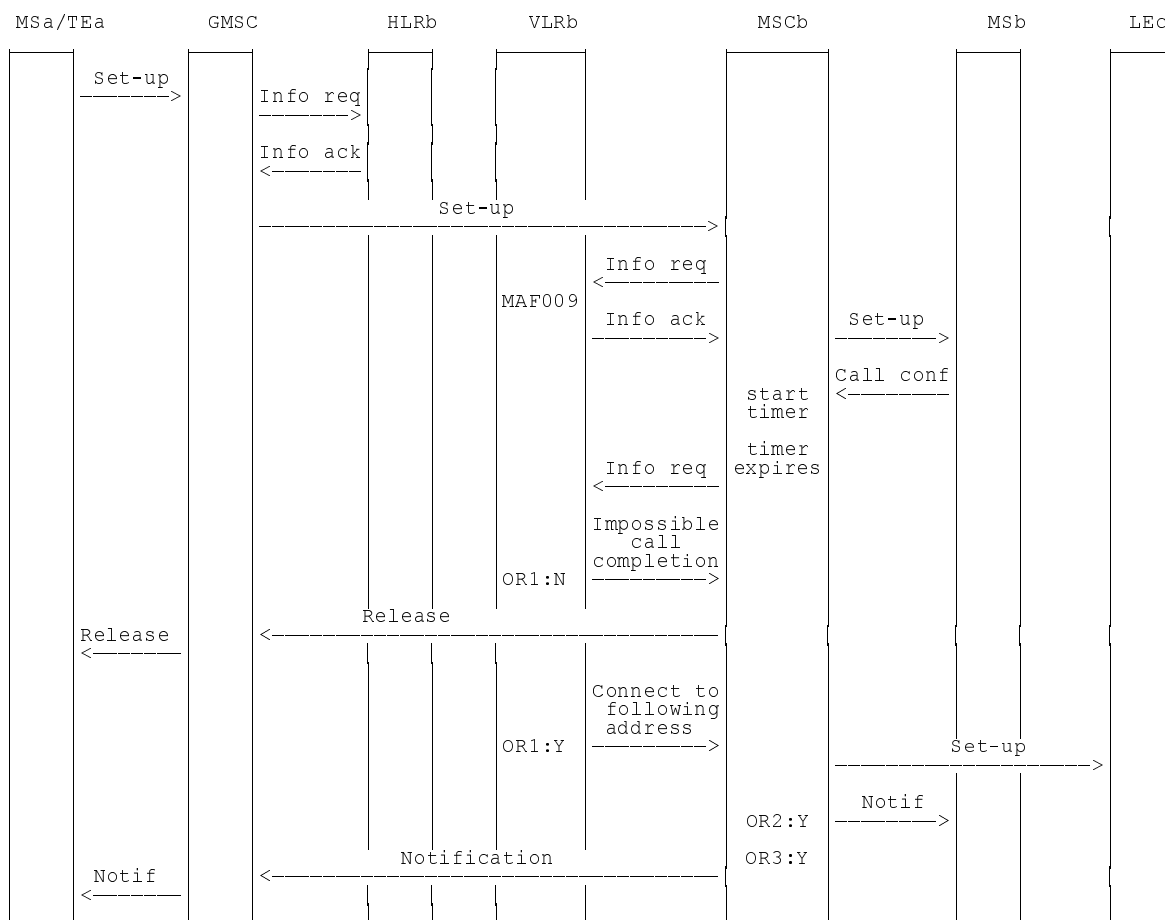 MSa/TEa GMSC HLRb VLRb MSCb MSb LEc
Set-up
Info req
Info ack
Set-up
Info req
MAF009
Info ack Set-up
Call conf
start
timer
timer
expires
Info req
Impossible
call
completion
OR1:N
Release
Release
Connect to
following
address
OR1:Y
Set-up
Notif
OR2:Y
Notification OR3:Y
Notif